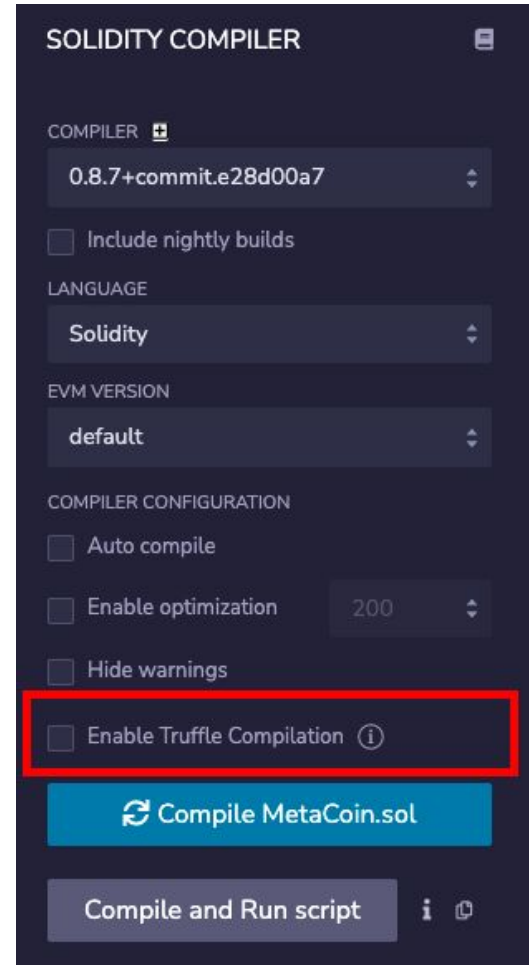 SOLIDITY COMPILER
COMPILER
0.8.7+commit.e28d00a7
Include nightly builds
LANGUAGE
Solidity
EVM VERSION
default
COMPILER CONFIGURATION
Auto compile
Enable optimization 200
Hide warnings
Enable Truffle Compilation
Compile MetaCoin.sol
Compile and Run script